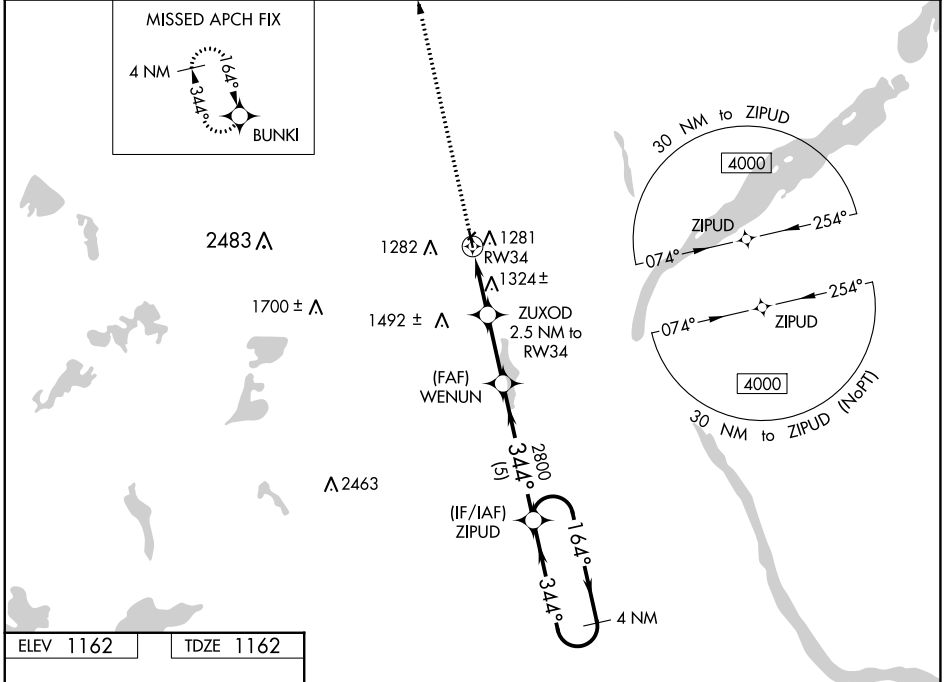 MISSED APCH FIX
4 NM
164°
344°
BUNKI
30 NM to ZIPUD
4000
ZIPUD
254°
074°
2483
1282
1281
RW34
1324 ±
1700 ±
1492 ±
ZUXOD
2.5 NM to
RW34
254°
074°
ZIPUD
4000
30 NM to ZIPUD (NoPT)
(FAF)
WENUN
2800
344°
(5)
2463
(IF/IAF)
ZIPUD
164°
344°
4 NM
ELEV 1162
TDZE 1162